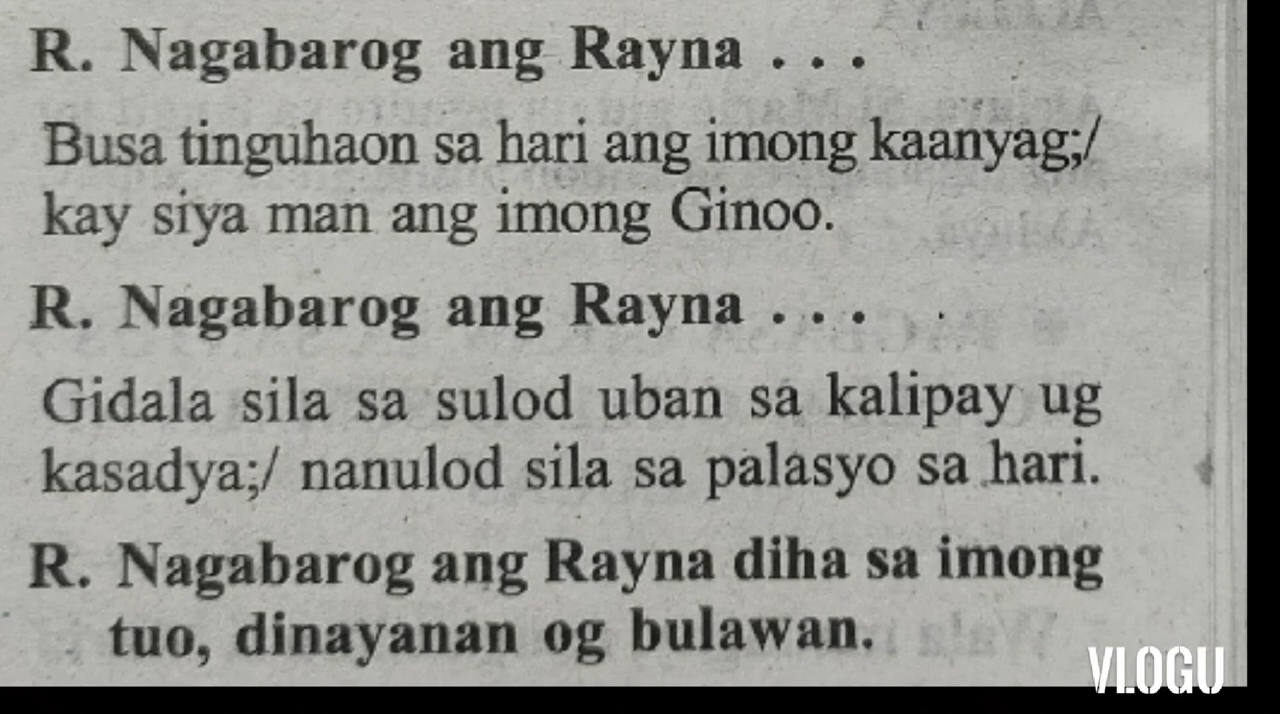 R. Nagabarog ang Rayna . . .
Busa tinguhaon sa hari ang imong kaanyag;/
kay siya man ang imong Ginoo.
R. Nagabarog ang Rayna . . .
Gidala sila sa sulod uban sa kalipay ug
kasadya;/ nanulod sila sa palasyo sa hari.
R. Nagabarog ang Rayna diha sa imong
tuo, dinayanan og bulawan.
VLOGU